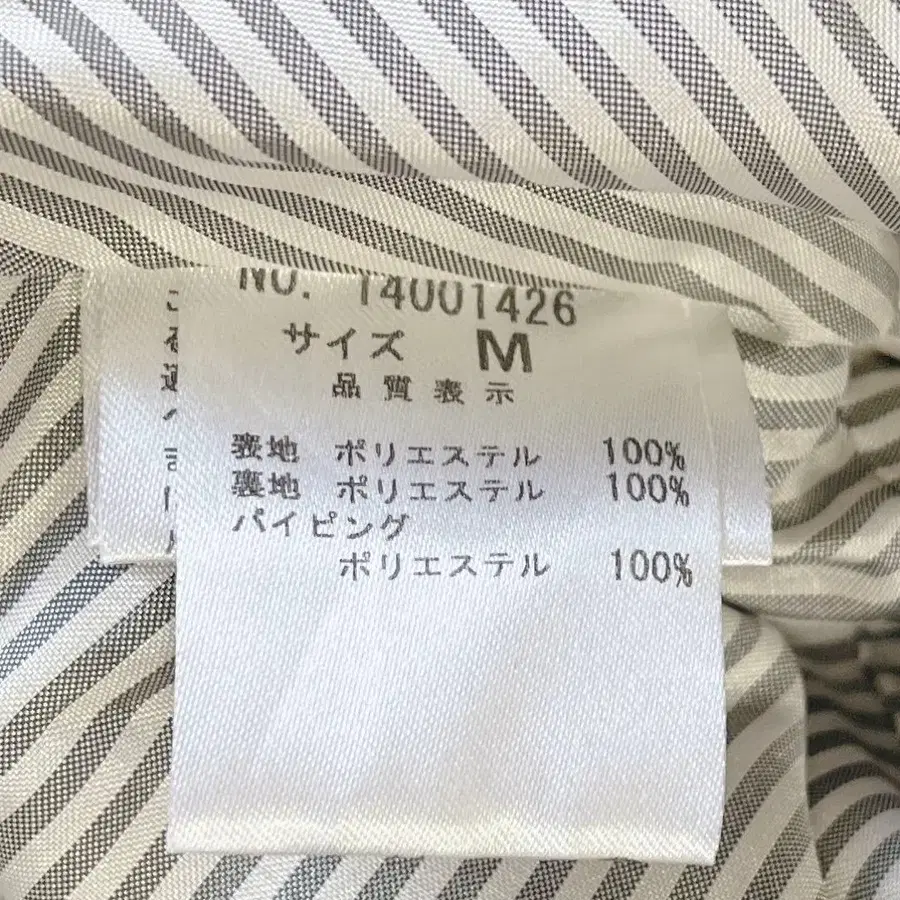 NO. 14001426
サイズ M
品質表示
表地 ポリエステル 100%
裏地 ポリエステル 100%
パイピング
ポリエステル 100%